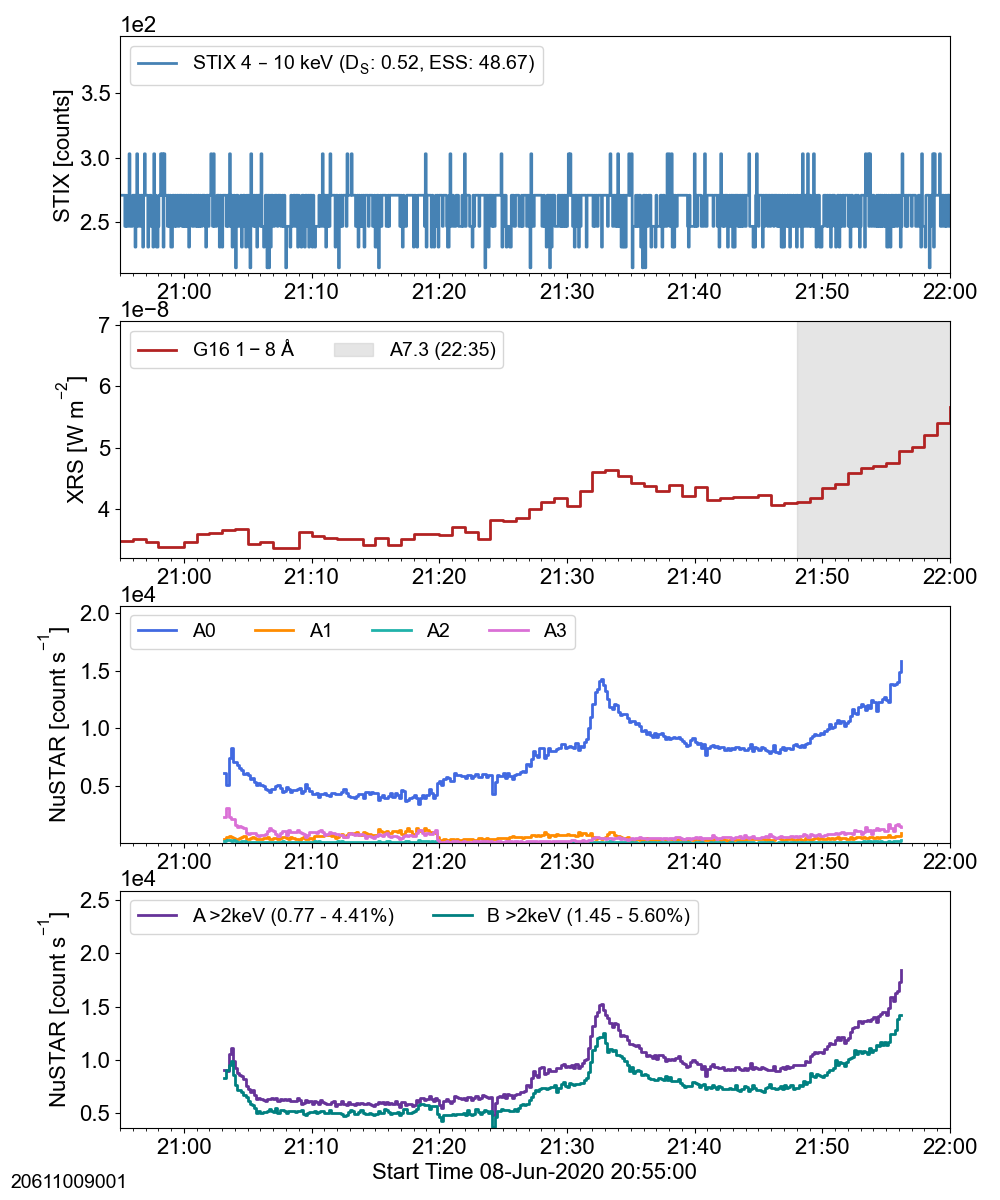 1e2
STIX 4 – 10 keV (DS: 0.52, ESS: 48.67)
STIX [counts]
3.5
3.0
2.5
21:00 21:10 21:20 21:30 21:40 21:50 22:00
1e−8
G16 1 – 8 Å A7.3 (22:35)
XRS [W m−2]
7
6
5
4
21:00 21:10 21:20 21:30 21:40 21:50 22:00
1e4
A0 A1 A2 A3
NuSTAR [count s−1]
2.0
1.5
1.0
0.5
21:00 21:10 21:20 21:30 21:40 21:50 22:00
1e4
A >2keV (0.77 - 4.41%) B >2keV (1.45 - 5.60%)
NuSTAR [count s−1]
2.5
2.0
1.5
1.0
0.5
21:00 21:10 21:20 21:30 21:40 21:50 22:00
Start Time 08-Jun-2020 20:55:00
20611009001